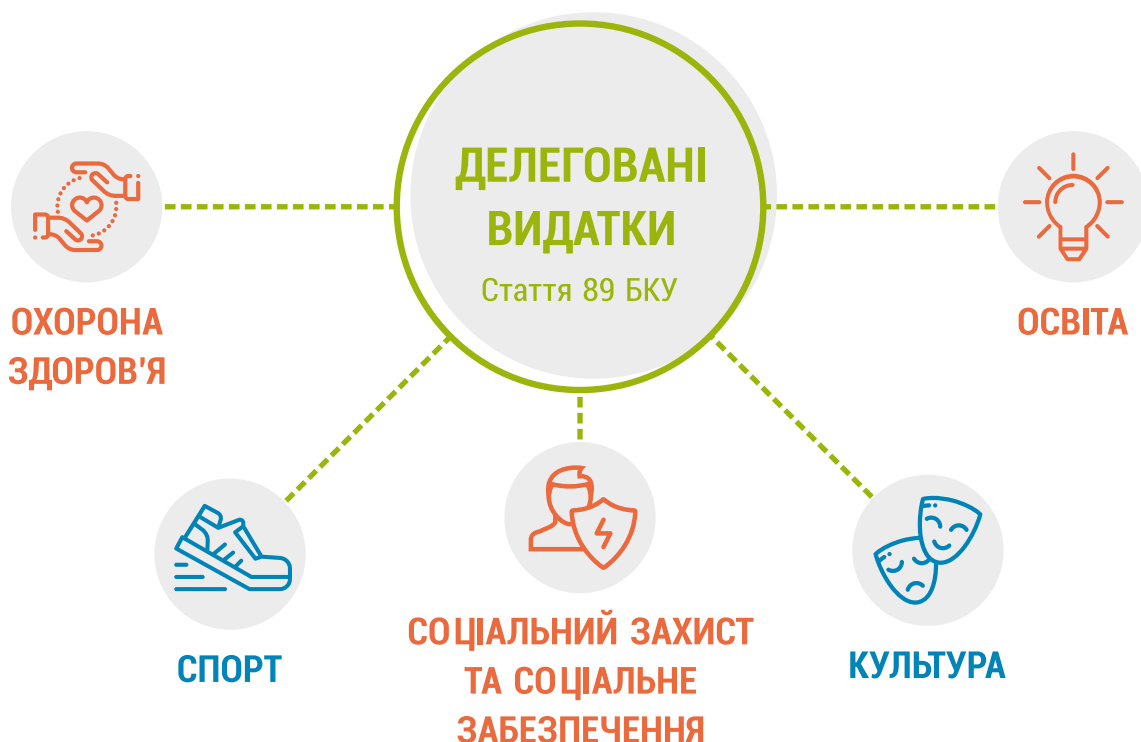 ДЕЛЕГОВАНІ
ВИДАТКИ
Стаття 89 БКУ
ОХОРОНА
ЗДОРОВ'Я
ОСВІТА
СПОРТ
СОЦІАЛЬНИЙ ЗАХИСТ
ТА СОЦІАЛЬНЕ
ЗАБЕЗПЕЧЕННЯ
КУЛЬТУРА